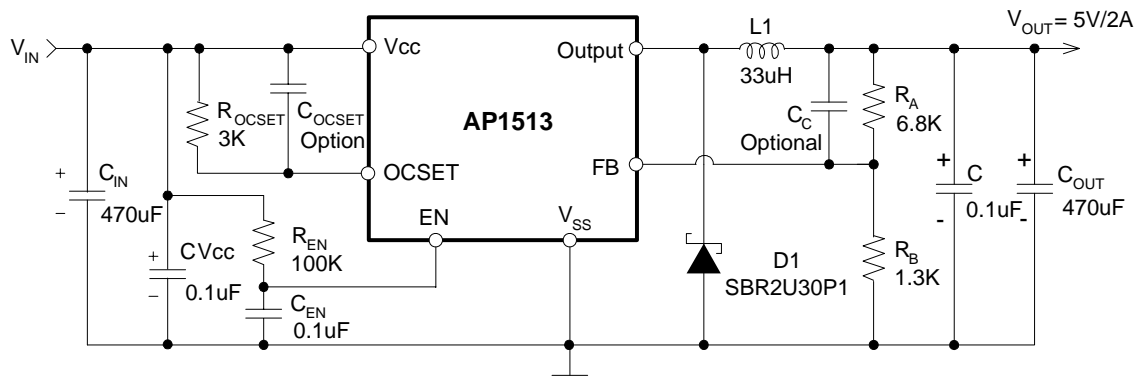 V_OUT = 5V/2A
V_IN
L1
33uH
Vcc
Output
AP1513
R_OCSET
3K
C_OCSET
Option
C_C
Optional
R_A
6.8K
OCSET
FB
EN
V_SS
+
C_IN
470uF
−
+
CVcc
0.1uF
−
R_EN
100K
C_EN
0.1uF
D1
SBR2U30P1
R_B
1.3K
+
C
0.1uF
-
+
C_OUT
470uF
-